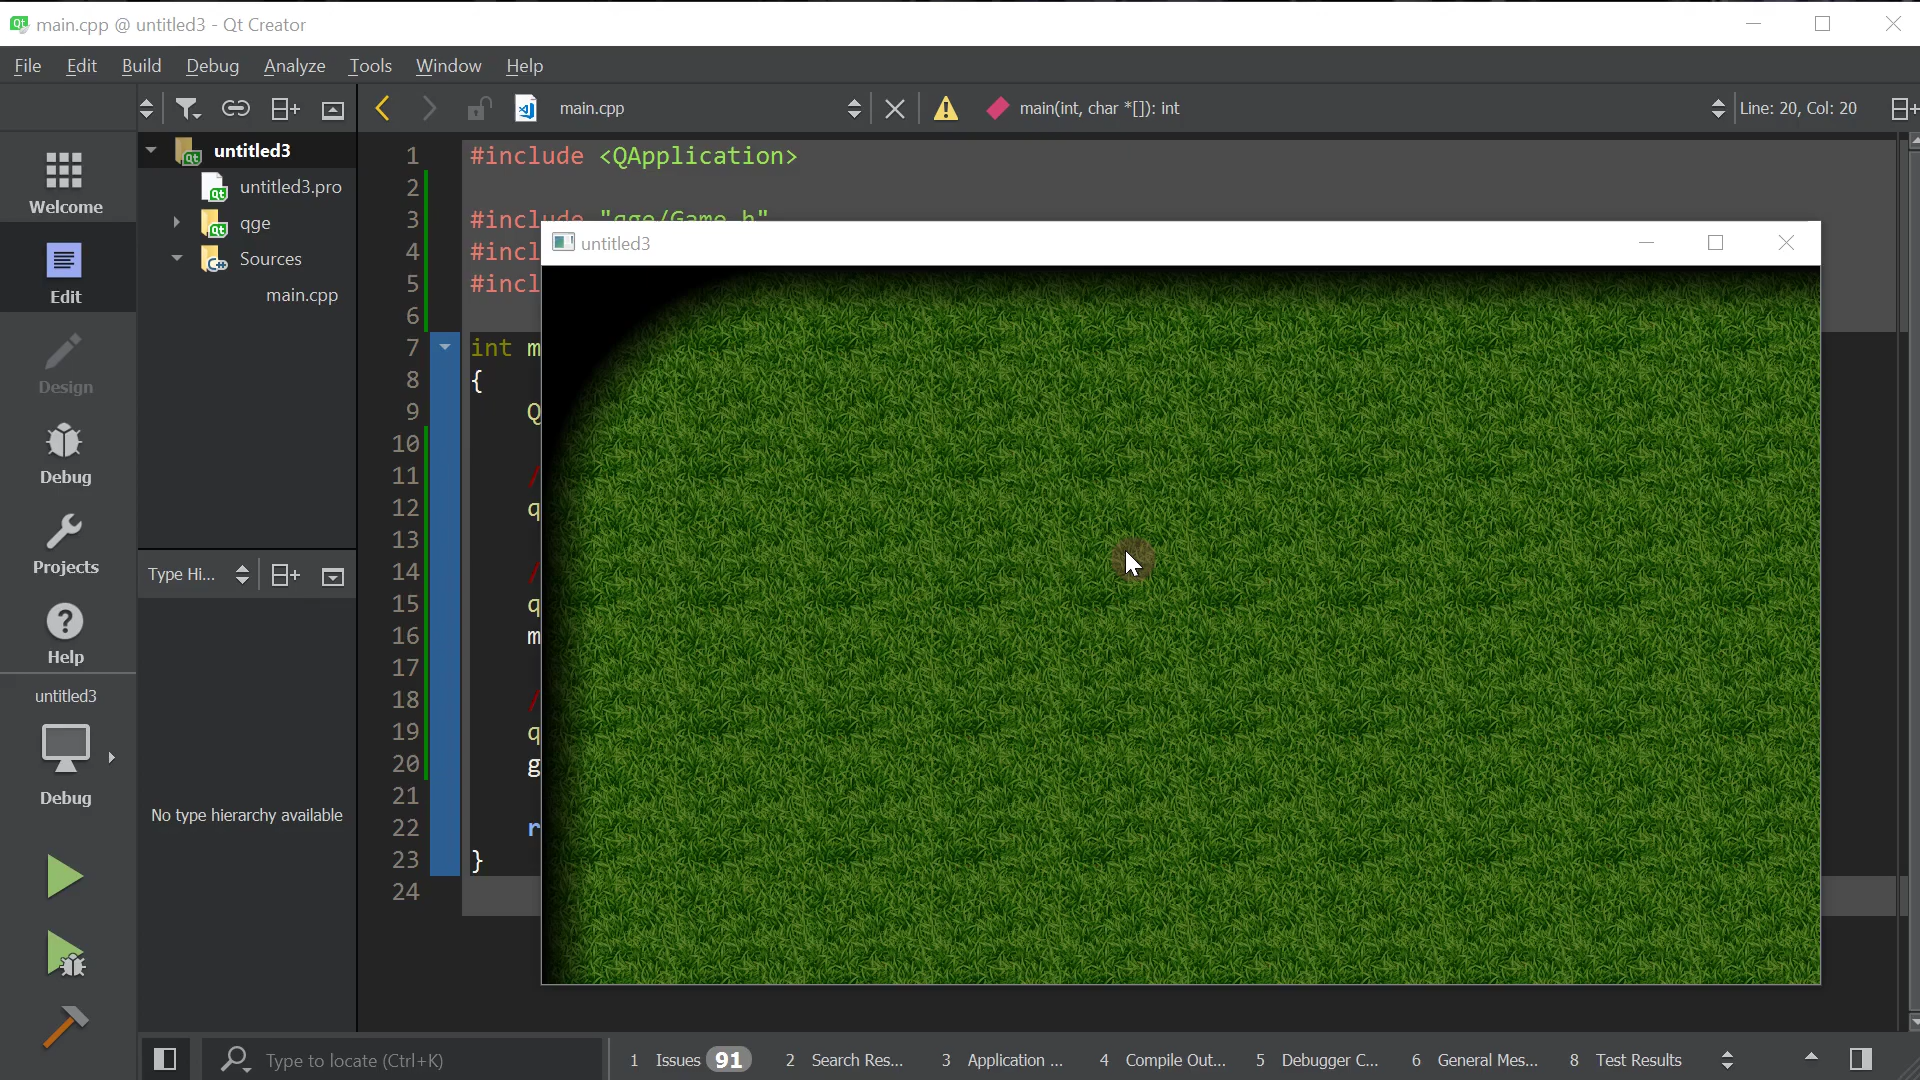 main.cpp @ untitled3 - Qt Creator
File Edit Build Debug Analyze Tools Window Help
main.cpp main(int, char *[]): int Line: 20, Col: 20
Welcome
Edit
Design
Debug
Projects
Help
untitled3
Debug
untitled3
untitled3.pro
qge
Sources
main.cpp
Type Hi...
No type hierarchy available
1 #include <QApplication>
2
3 #include "qge/Game.h"
4 #incl
5 #incl
6
7 int m
8 {
9 Q
10
11 /
12 q
13
14 /
15 q
16 m
17
18 /
19 q
20 g
21
22 r
23 }
24
untitled3
Type to locate (Ctrl+K)
1 Issues 91 2 Search Res... 3 Application ... 4 Compile Out... 5 Debugger C... 6 General Mes... 8 Test Results